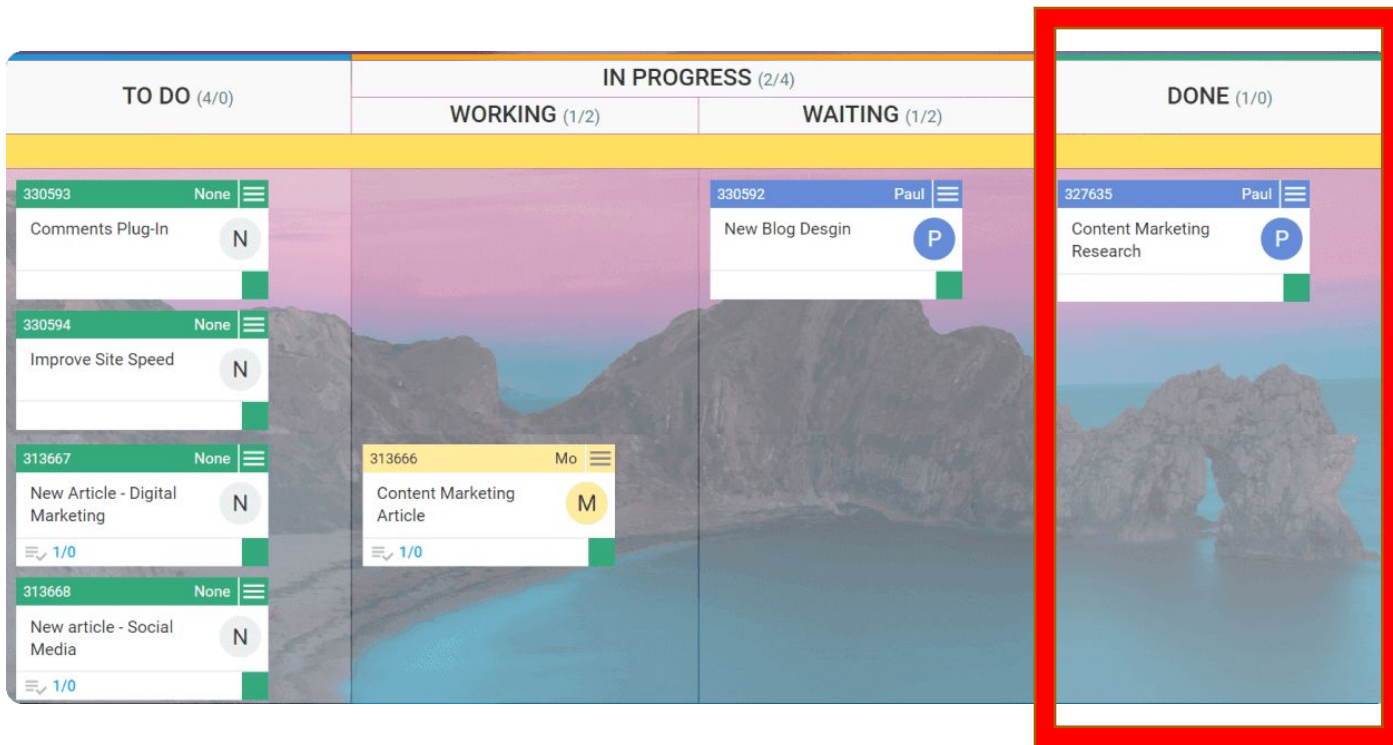 TO DO (4/0)
IN PROGRESS (2/4)
WORKING (1/2)
WAITING (1/2)
DONE (1/0)
330593 None
Comments Plug-In
N
330594 None
Improve Site Speed
N
313667 None
New Article - Digital
Marketing
N
1/0
313668 None
New article - Social
Media
N
1/0
313666 Mo
Content Marketing
Article
M
1/0
330592 Paul
New Blog Desgin
P
327635 Paul
Content Marketing
Research
P